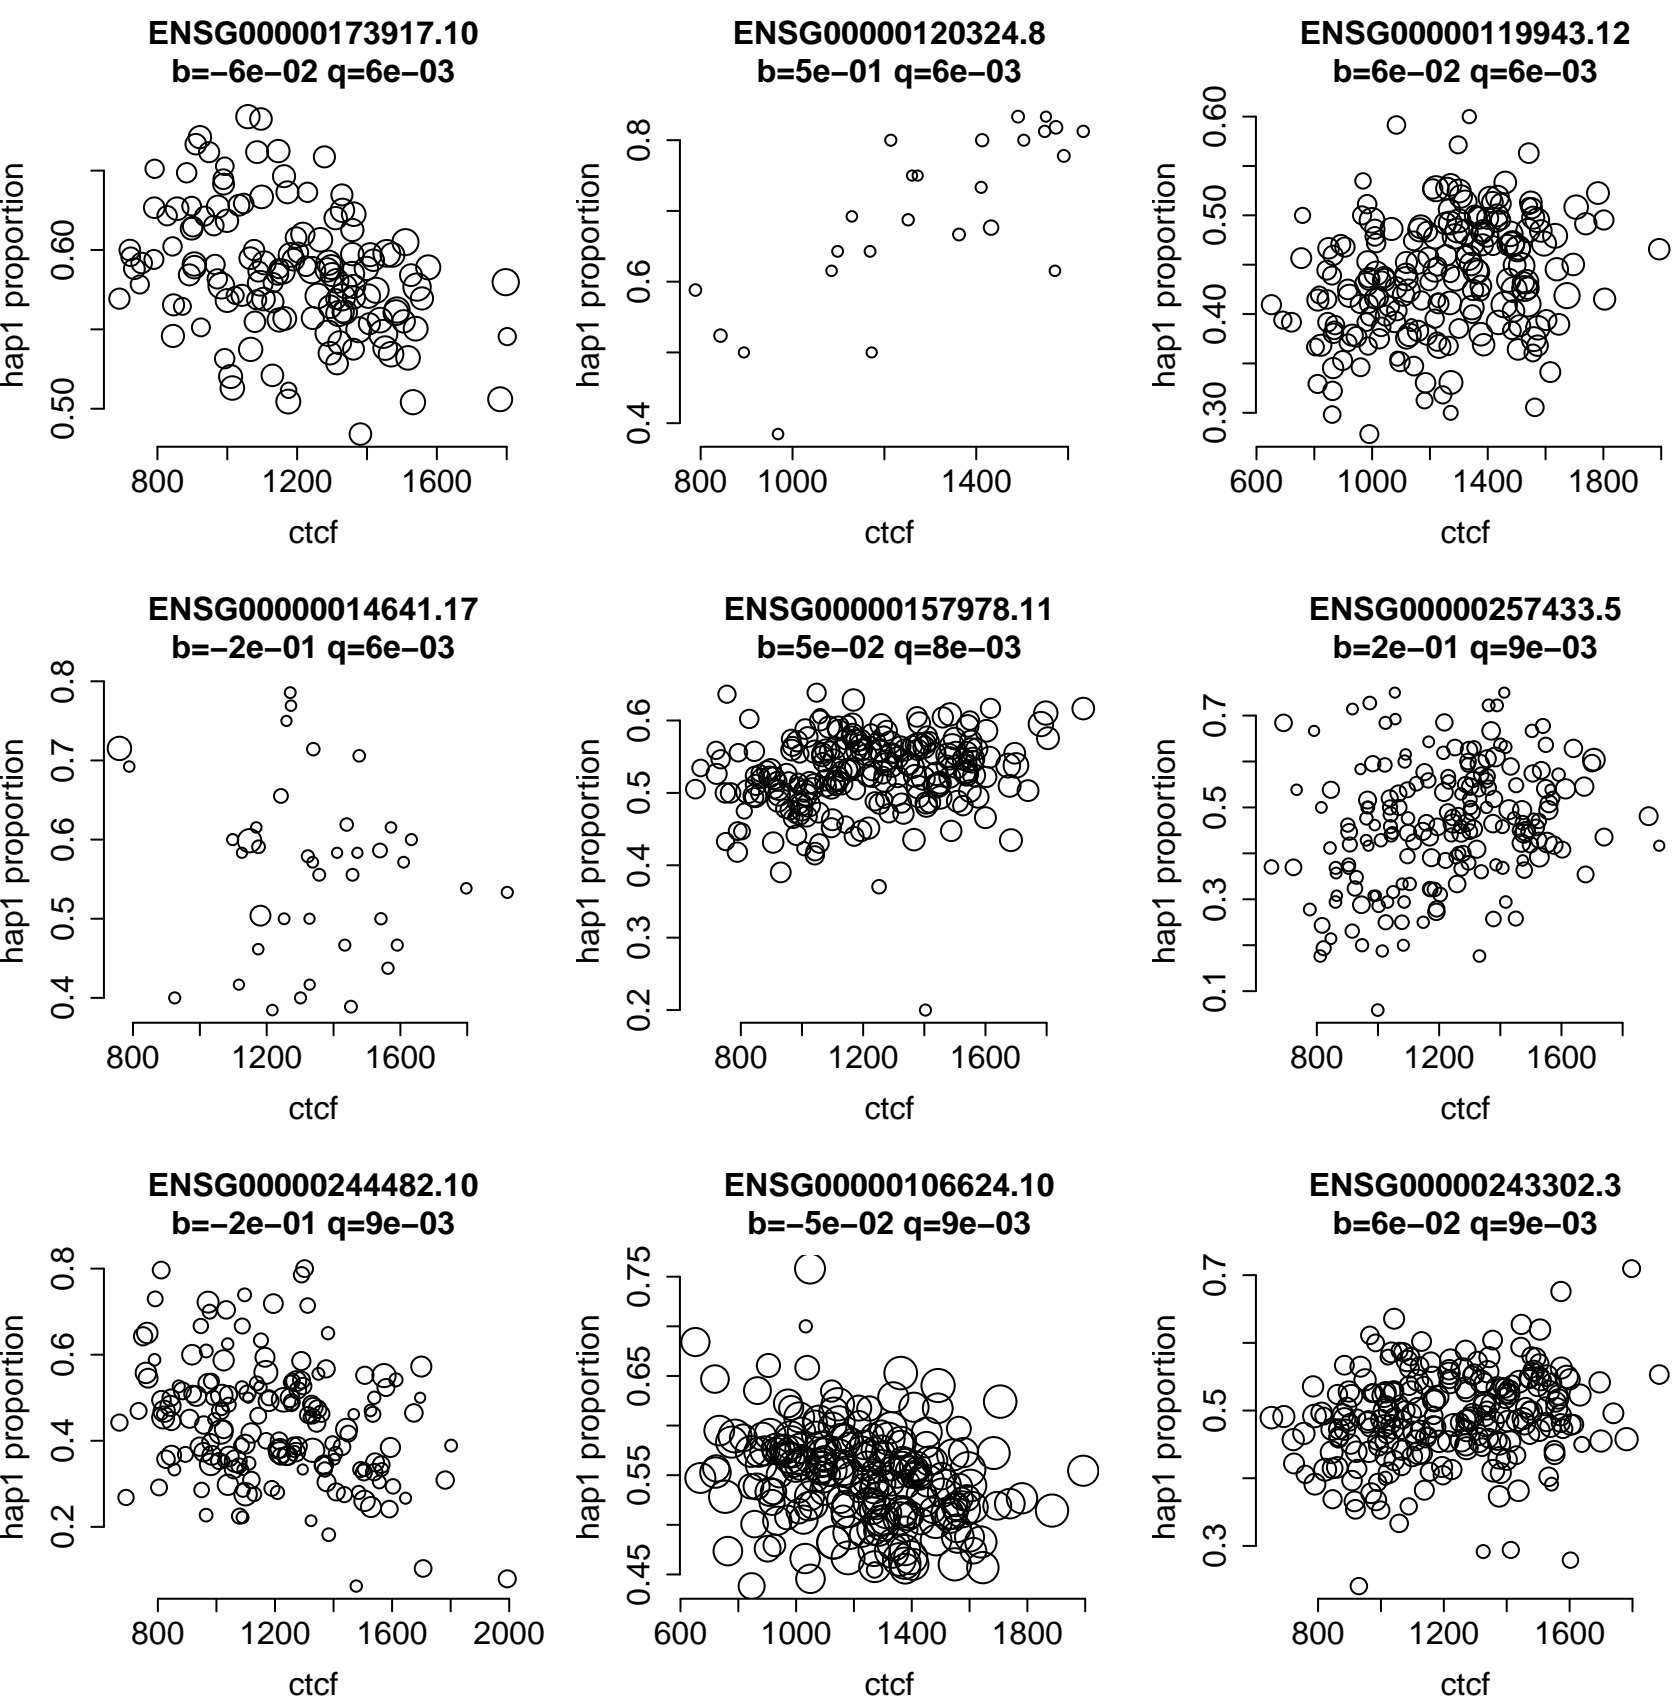 ENSG00000173917.10
b=−6e−02 q=6e−03
hap1 proportion
0.50 0.60
800 1200 1600
ctcf
ENSG00000120324.8
b=5e−01 q=6e−03
hap1 proportion
0.4 0.6 0.8
800 1000 1400
ctcf
ENSG00000119943.12
b=6e−02 q=6e−03
hap1 proportion
0.30 0.40 0.50 0.60
600 1000 1400 1800
ctcf
ENSG00000014641.17
b=−2e−01 q=6e−03
hap1 proportion
0.4 0.5 0.6 0.7 0.8
800 1200 1600
ctcf
ENSG00000157978.11
b=5e−02 q=8e−03
hap1 proportion
0.2 0.3 0.4 0.5 0.6
800 1200 1600
ctcf
ENSG00000257433.5
b=2e−01 q=9e−03
hap1 proportion
0.1 0.3 0.5 0.7
800 1200 1600
ctcf
ENSG00000244482.10
b=−2e−01 q=9e−03
hap1 proportion
0.2 0.4 0.6 0.8
800 1200 1600 2000
ctcf
ENSG00000106624.10
b=−5e−02 q=9e−03
hap1 proportion
0.45 0.55 0.65 0.75
600 1000 1400 1800
ctcf
ENSG00000243302.3
b=6e−02 q=9e−03
hap1 proportion
0.3 0.5 0.7
800 1200 1600
ctcf